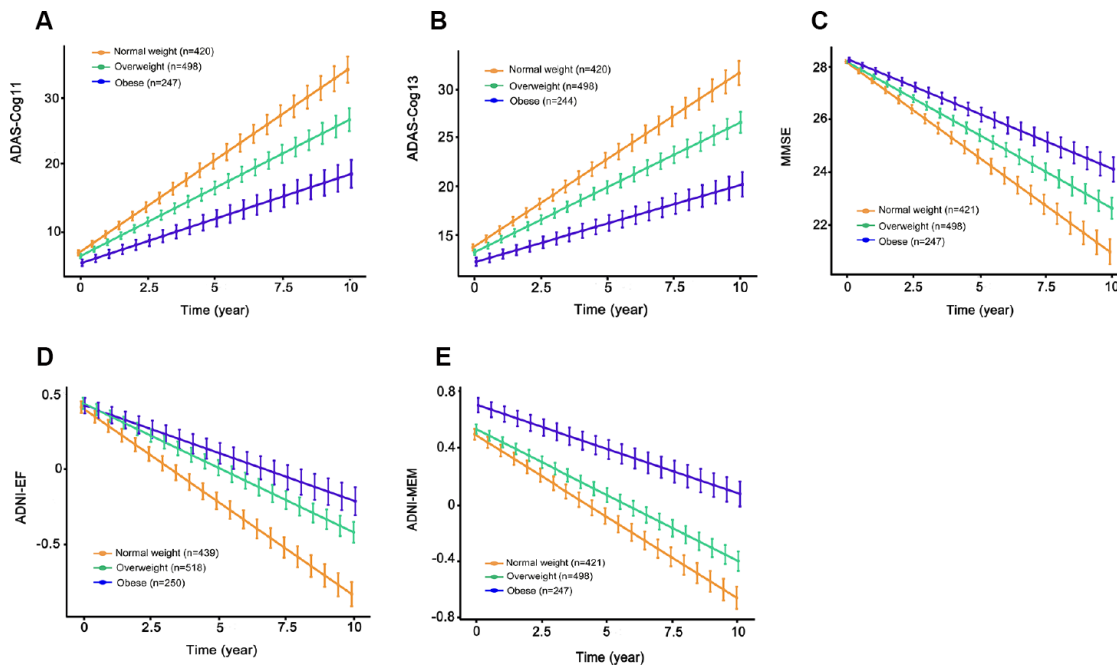 A
Normal weight (n=420)
Overweight (n=498)
Obese (n=247)
ADAS-Cog11
30
20
10
0
2.5
5
7.5
10
Time (year)
B
Normal weight (n=420)
Overweight (n=498)
Obese (n=244)
ADAS-Cog13
30
25
20
15
0
2.5
5
7.5
10
Time (year)
C
MMSE
28
26
24
22
Normal weight (n=421)
Overweight (n=498)
Obese (n=247)
0
2.5
5
7.5
10
Time (year)
D
ADNI-EF
0.5
0
-0.5
Normal weight (n=439)
Overweight (n=518)
Obese (n=250)
0
2.5
5
7.5
10
Time (year)
E
ADNI-MEM
0.8
0.4
0
-0.4
-0.8
Normal weight (n=421)
Overweight (n=498)
Obese (n=247)
0
2.5
5
7.5
10
Time (year)